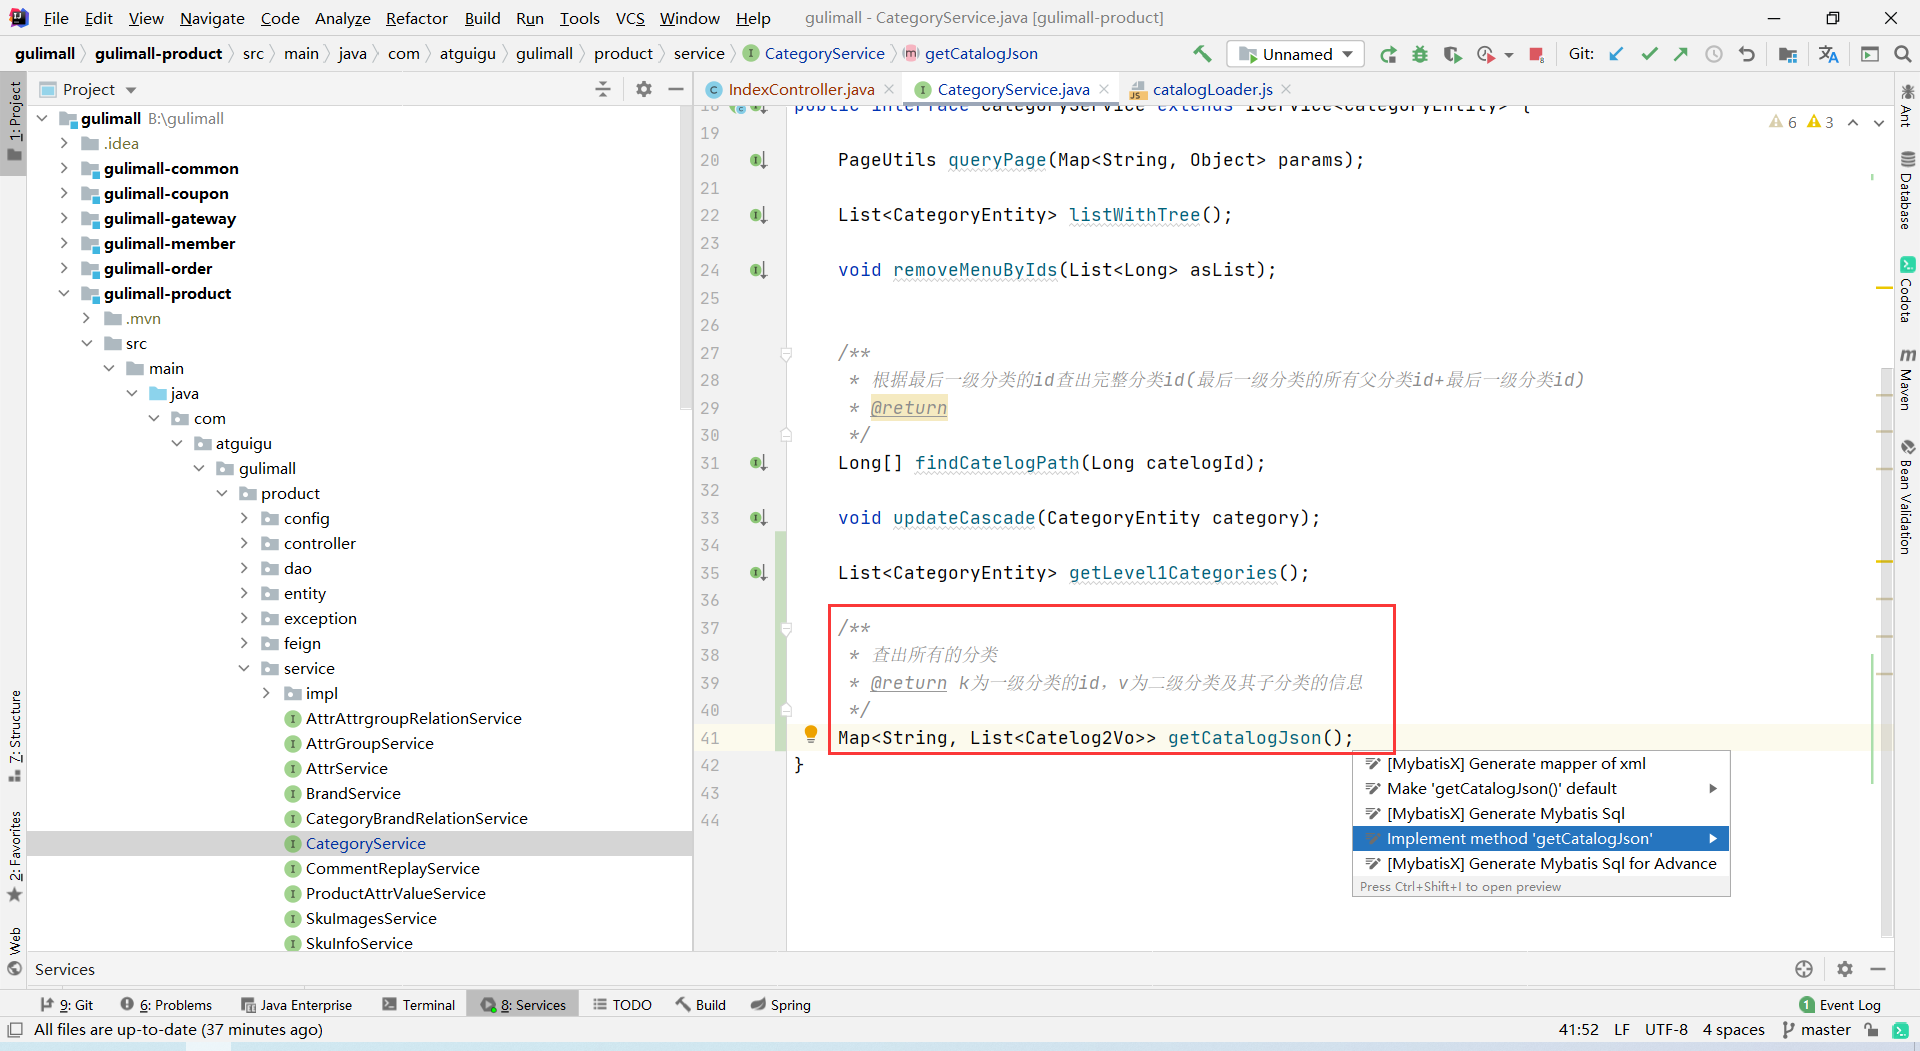 File Edit View Navigate Code Analyze Refactor Build Run Tools VCS Window Help gulimall - CategoryService.java [gulimall-product]
gulimall gulimall-product src main java com atguigu gulimall product service CategoryService getCatalogJson Unnamed Git:
Project
IndexController.java CategoryService.java catalogLoader.js
1: Project
7: Structure
2: Favorites
Web
gulimall B:\gulimall
.idea
gulimall-common
gulimall-coupon
gulimall-gateway
gulimall-member
gulimall-order
gulimall-product
.mvn
src
main
java
com
atguigu
gulimall
product
config
controller
dao
entity
exception
feign
service
impl
AttrAttrgroupRelationService
AttrGroupService
AttrService
BrandService
CategoryBrandRelationService
CategoryService
CommentReplayService
ProductAttrValueService
SkuImagesService
SkuInfoService
6 3
18 public interface CategoryService extends IService<CategoryEntity> {
19
20 PageUtils queryPage(Map<String, Object> params);
21
22 List<CategoryEntity> listWithTree();
23
24 void removeMenuByIds(List<Long> asList);
25
26
27 /**
28 * 根据最后一级分类的id查出完整分类id(最后一级分类的所有父分类id+最后一级分类id)
29 * @return
30 */
31 Long[] findCatelogPath(Long catelogId);
32
33 void updateCascade(CategoryEntity category);
34
35 List<CategoryEntity> getLevel1Categories();
36
37 /**
38 * 查出所有的分类
39 * @return k为一级分类的id，v为二级分类及其子分类的信息
40 */
41 Map<String, List<Catelog2Vo>> getCatalogJson();
42 }
43
44
[MybatisX] Generate mapper of xml
Make 'getCatalogJson()' default
[MybatisX] Generate Mybatis Sql
Implement method 'getCatalogJson'
[MybatisX] Generate Mybatis Sql for Advance
Press Ctrl+Shift+I to open preview
Ant
Database
Codota
Maven
Bean Validation
Services
9: Git 6: Problems Java Enterprise Terminal 8: Services TODO Build Spring 1 Event Log
All files are up-to-date (37 minutes ago) 41:52 LF UTF-8 4 spaces master